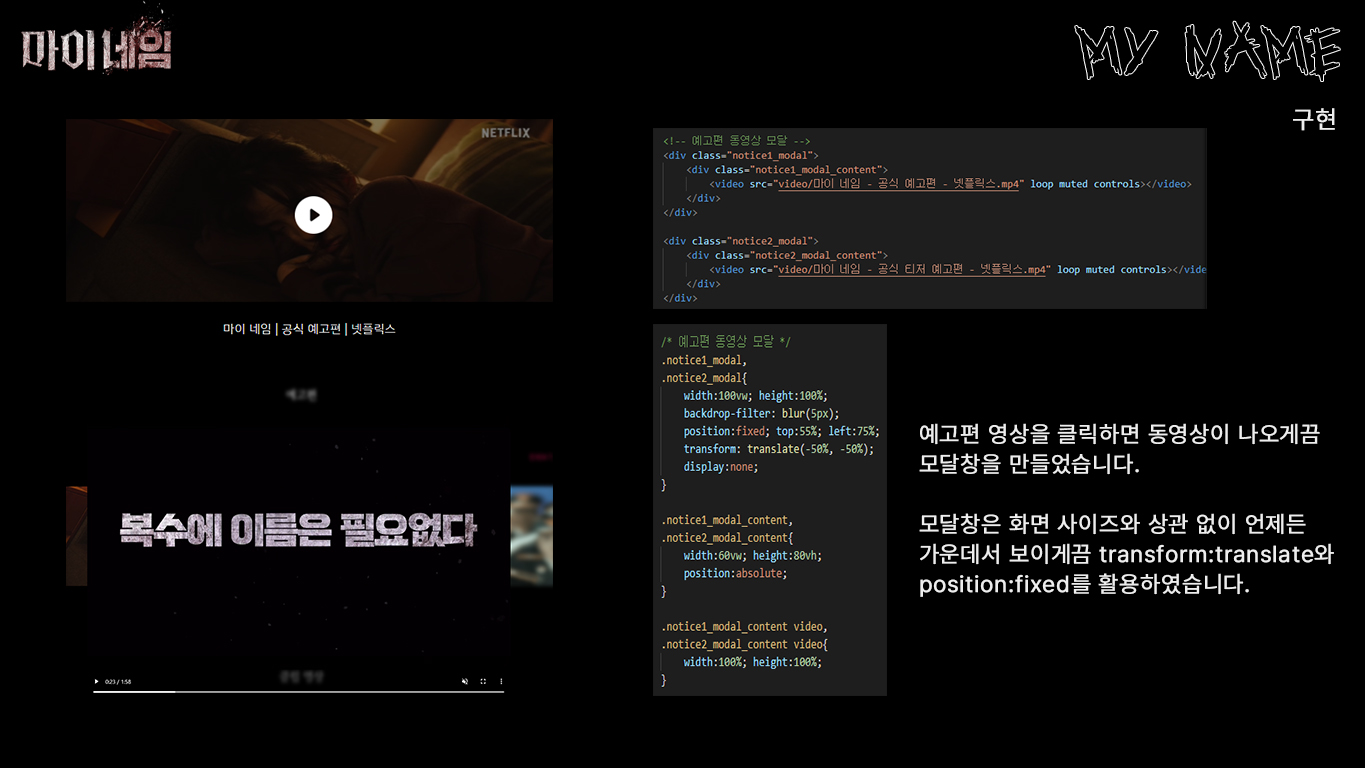 마이 네임
MY NAME
구현
NETFLIX
마이 네임 | 공식 예고편 | 넷플릭스
예고편
복수에 이름은 필요없다
0:23 / 1:58
<!-- 예고편 동영상 모달 -->
<div class="notice1_modal">
<div class="notice1_modal_content">
<video src="video/마이 네임 - 공식 예고편 - 넷플릭스.mp4" loop muted controls></video>
</div>
</div>
<div class="notice2_modal">
<div class="notice2_modal_content">
<video src="video/마이 네임 - 공식 티저 예고편 - 넷플릭스.mp4" loop muted controls></vide
</div>
</div>
/* 예고편 동영상 모달 */
.notice1_modal,
.notice2_modal{
width:100vw; height:100%;
backdrop-filter: blur(5px);
position:fixed; top:55%; left:75%;
transform: translate(-50%, -50%);
display:none;
}
.notice1_modal_content,
.notice2_modal_content{
width:60vw; height:80vh;
position:absolute;
}
.notice1_modal_content video,
.notice2_modal_content video{
width:100%; height:100%;
}
예고편 영상을 클릭하면 동영상이 나오게끔
모달창을 만들었습니다.
모달창은 화면 사이즈와 상관 없이 언제든
가운데서 보이게끔 transform:translate와
position:fixed를 활용하였습니다.